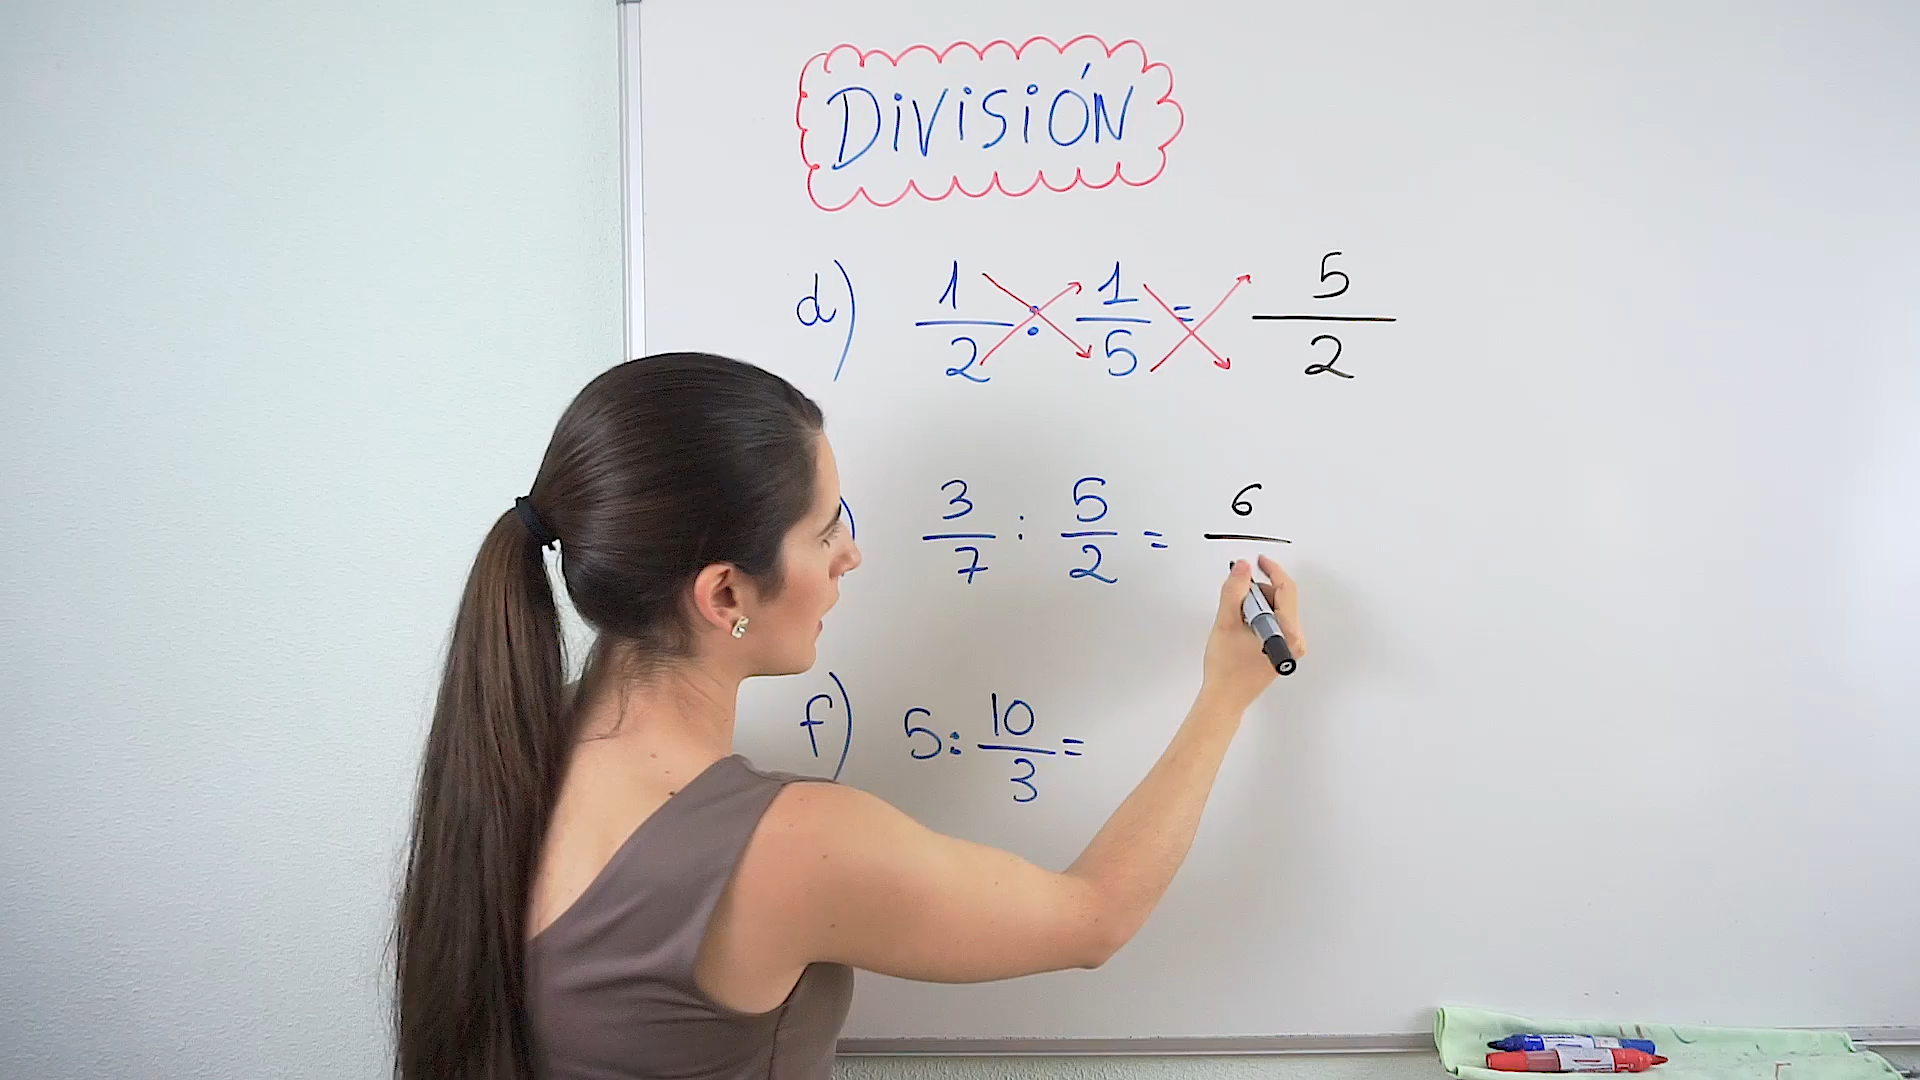 DIVISIÓN
d) 1/2 : 1/5 = 5/2
) 3/7 : 5/2 = 6/
f) 5 : 10/3 =